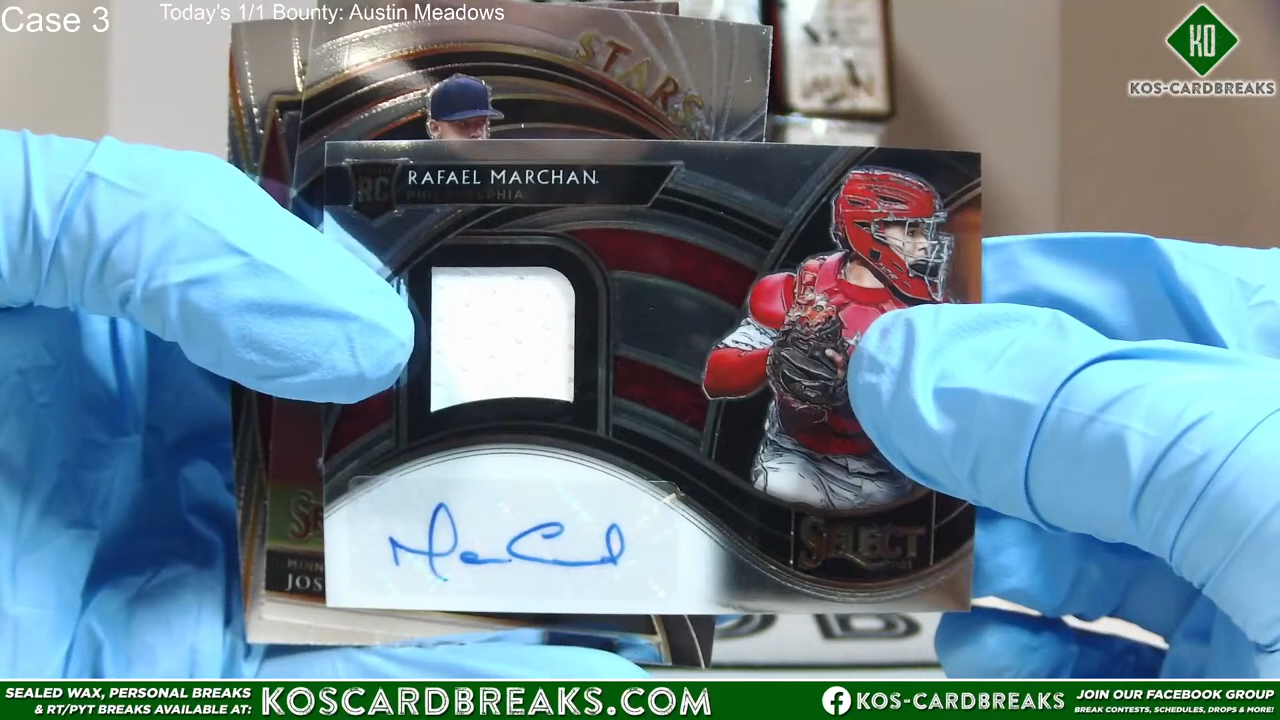 Case 3
Today's 1/1 Bounty: Austin Meadows
KO
KOS-CARDBREAKS
STARS
RC
RAFAEL MARCHAN
PHILADELPHIA
SELECT
MINN
JOS
SEALED WAX, PERSONAL BREAKS
& RT/PYT BREAKS AVAILABLE AT:
KOSCARDBREAKS.COM
KOS-CARDBREAKS
JOIN OUR FACEBOOK GROUP
BREAK CONTESTS, SCHEDULES, DROPS & MORE!